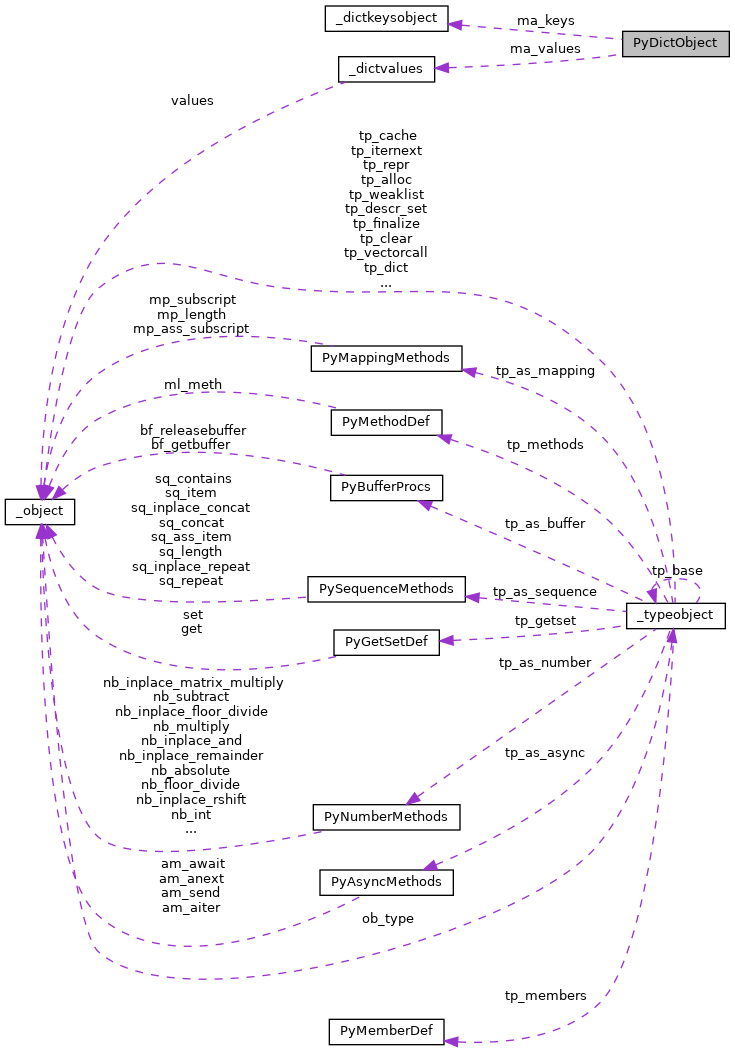 _dictkeysobject
ma_keys
PyDictObject
ma_values
_dictvalues
values
tp_cache
tp_iternext
tp_repr
tp_alloc
tp_weaklist
tp_descr_set
tp_finalize
tp_clear
tp_vectorcall
tp_dict
...
mp_subscript
mp_length
mp_ass_subscript
PyMappingMethods
tp_as_mapping
ml_meth
PyMethodDef
tp_methods
bf_releasebuffer
bf_getbuffer
PyBufferProcs
_object
sq_contains
sq_item
sq_inplace_concat
sq_concat
sq_ass_item
sq_length
sq_inplace_repeat
sq_repeat
tp_as_buffer
tp_base
PySequenceMethods
tp_as_sequence
_typeobject
set
get
PyGetSetDef
tp_getset
tp_as_number
nb_inplace_matrix_multiply
nb_subtract
nb_inplace_floor_divide
nb_multiply
nb_inplace_and
nb_inplace_remainder
nb_absolute
nb_floor_divide
nb_inplace_rshift
nb_int
...
tp_as_async
PyNumberMethods
am_await
am_anext
am_send
am_aiter
PyAsyncMethods
ob_type
tp_members
PyMemberDef